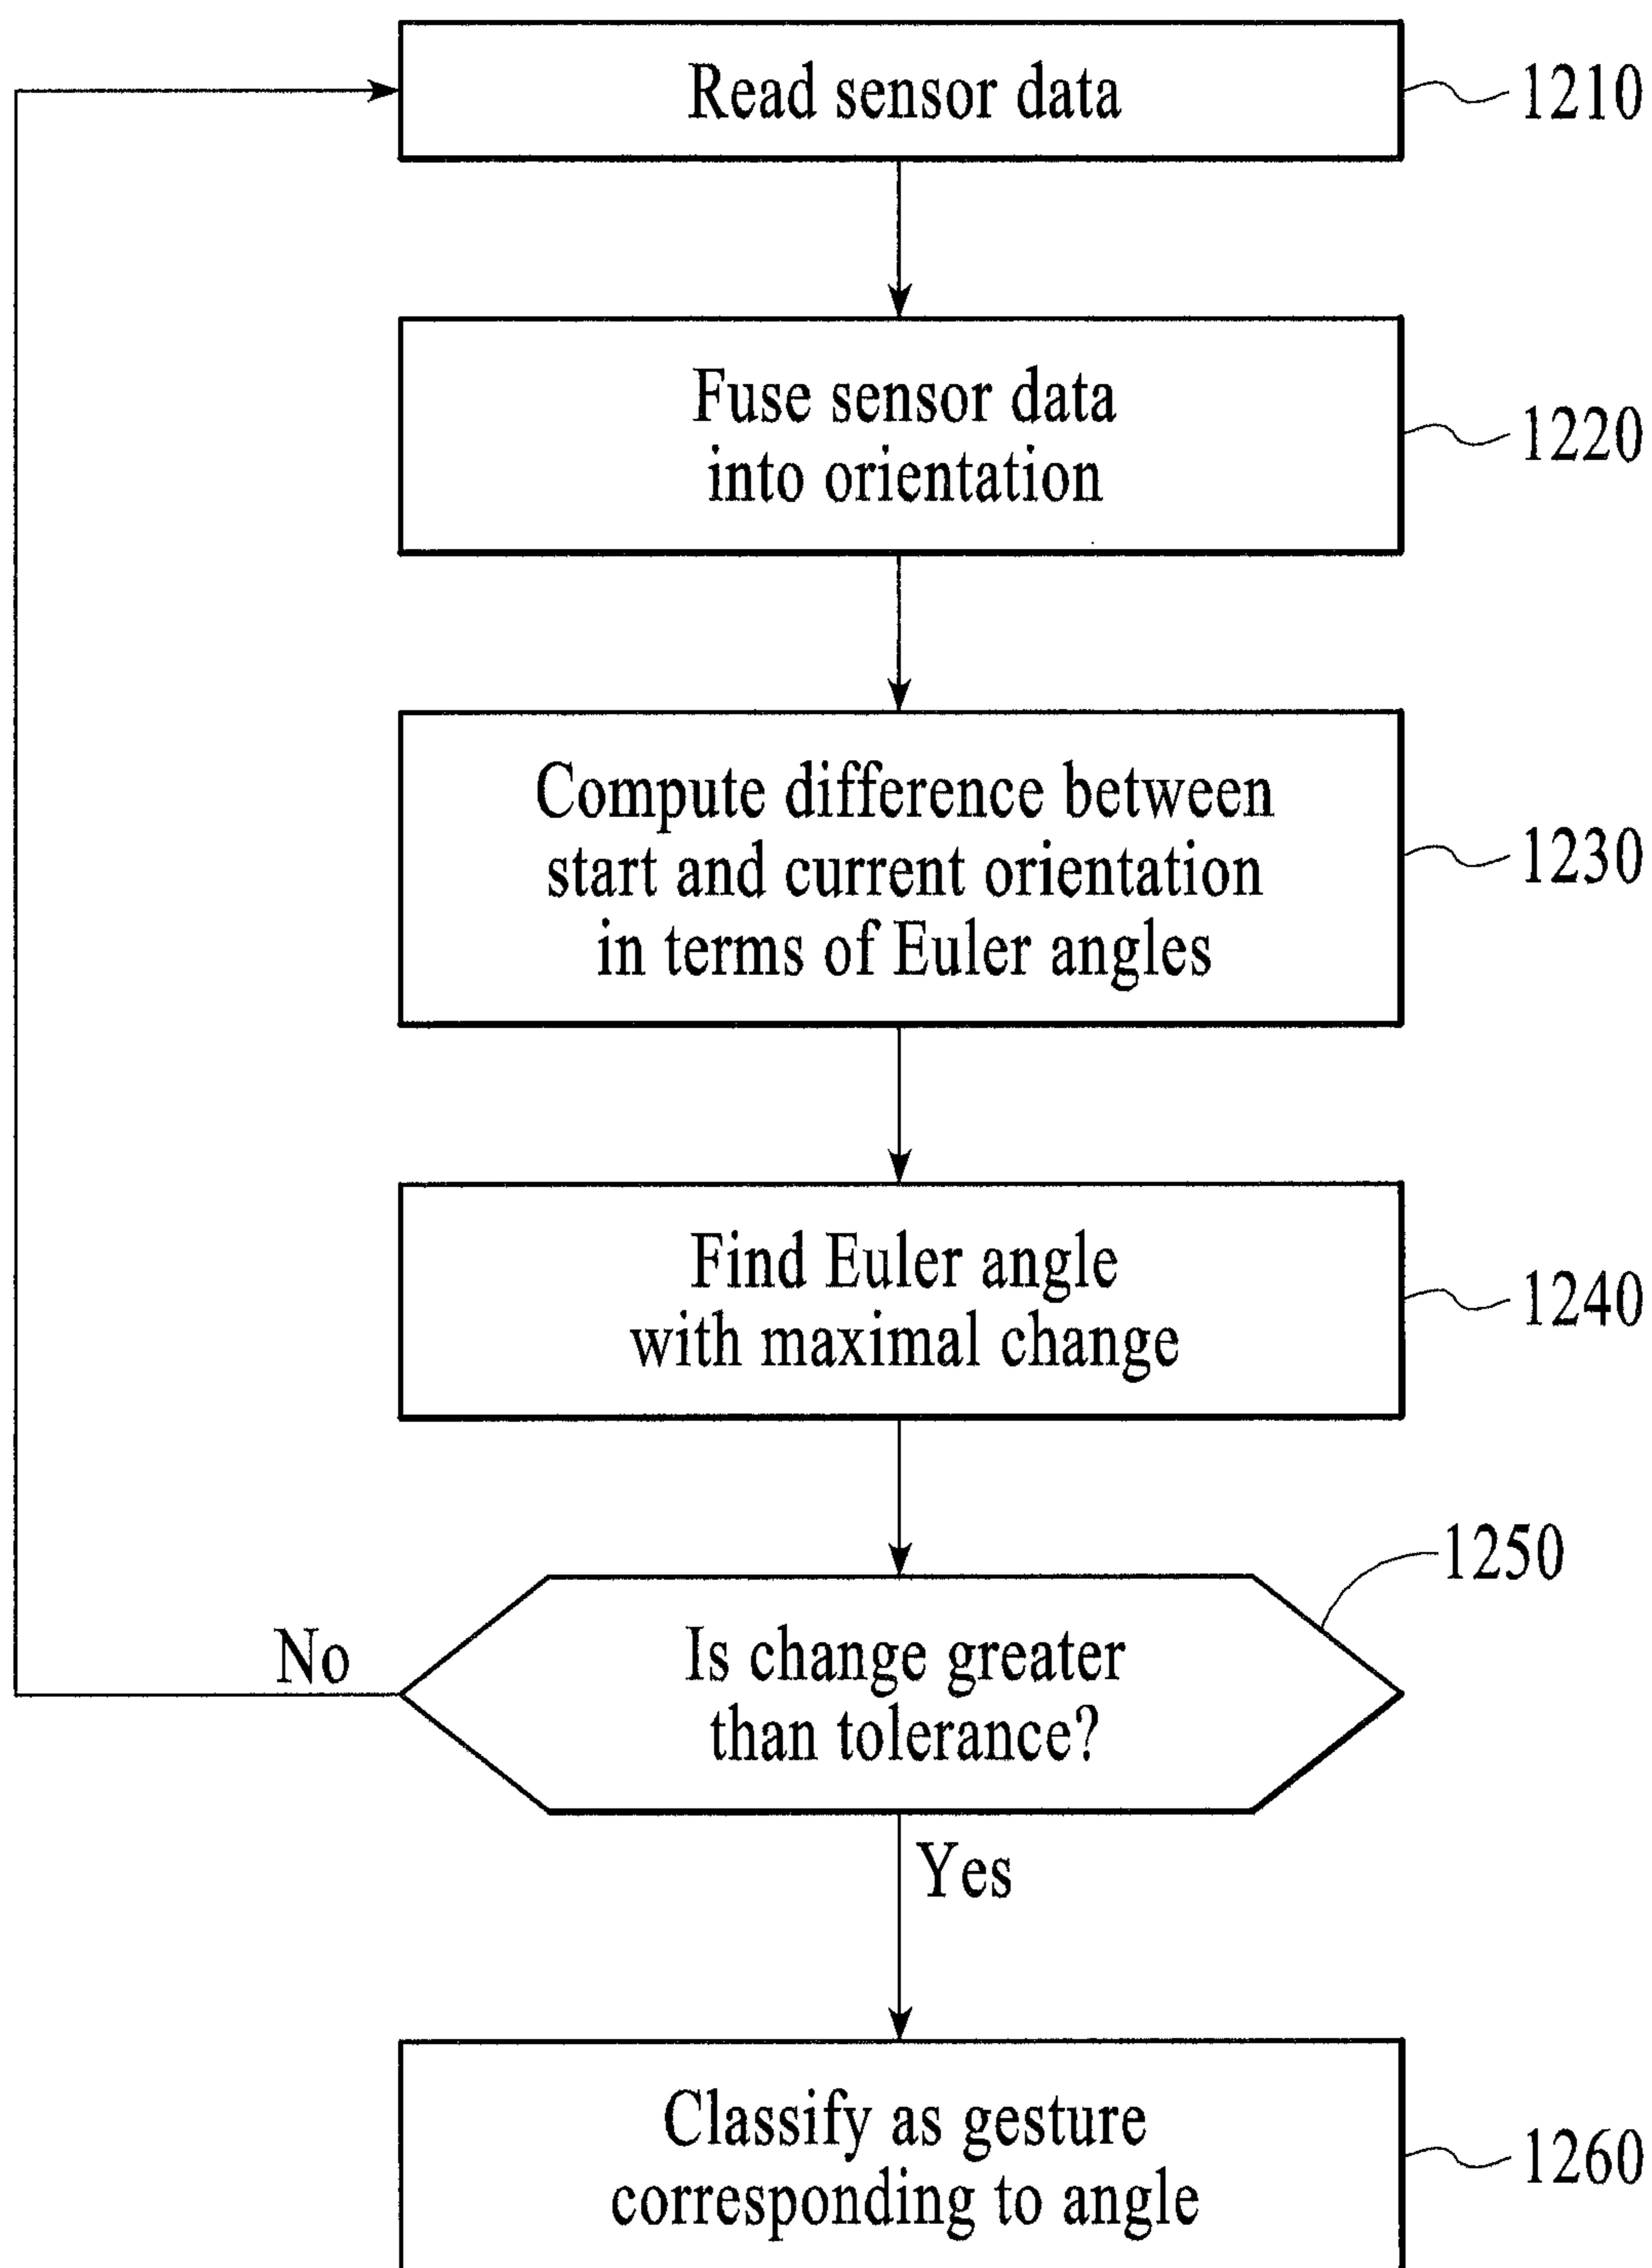 Read sensor data
1210
Fuse sensor data
into orientation
1220
Compute difference between
start and current orientation
in terms of Euler angles
1230
Find Euler angle
with maximal change
1240
1250
Is change greater
than tolerance?
No
Yes
Classify as gesture
corresponding to angle
1260